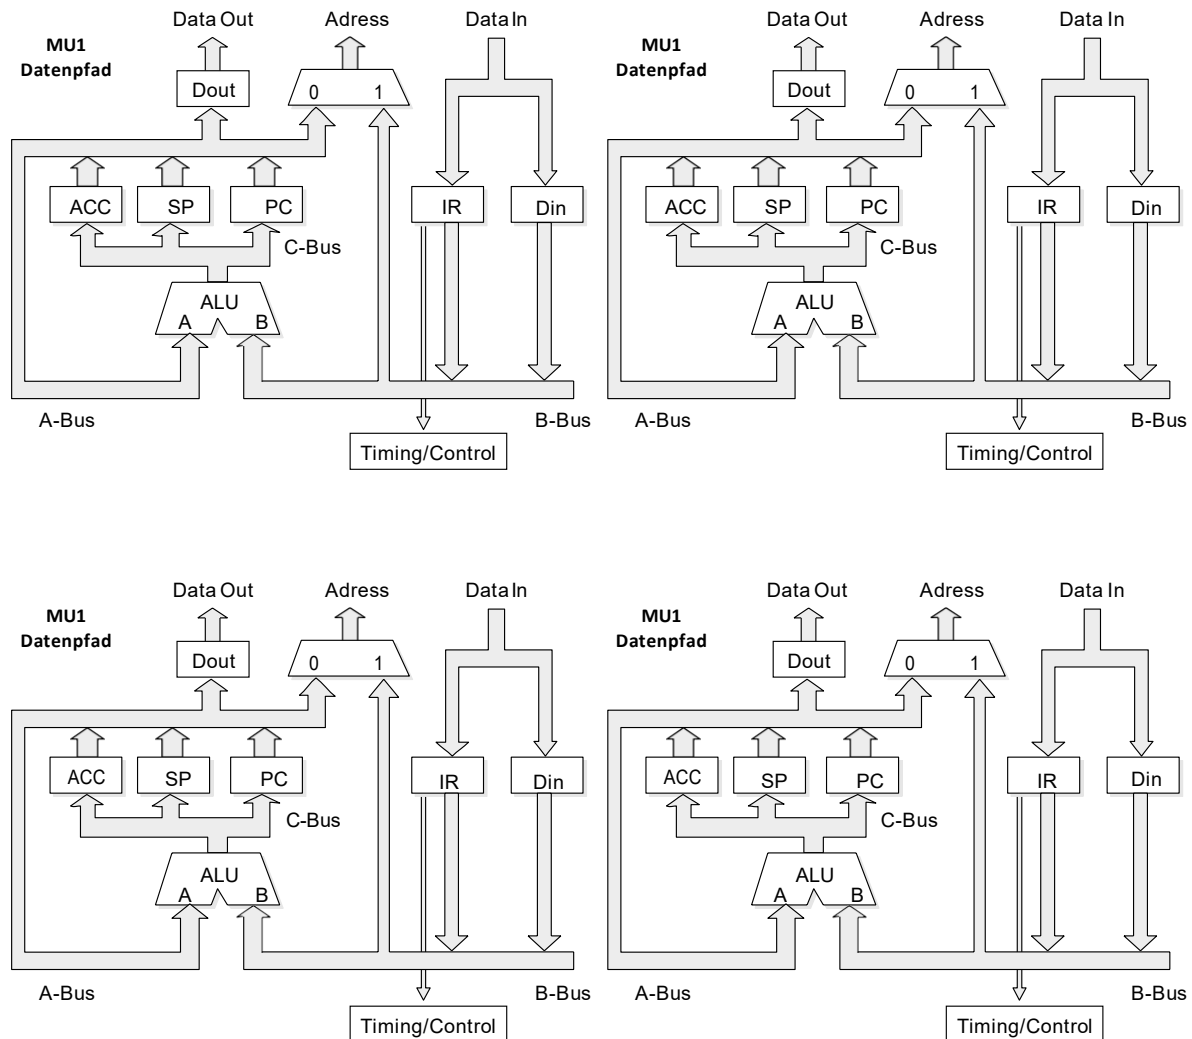 Data Out Adress Data In
MU1
Datenpfad
Dout
0 1
ACC SP PC IR Din
C-Bus
ALU
A B
A-Bus B-Bus
Timing/Control
Data Out Adress Data In
MU1
Datenpfad
Dout
0 1
ACC SP PC IR Din
C-Bus
ALU
A B
A-Bus B-Bus
Timing/Control
Data Out Adress Data In
MU1
Datenpfad
Dout
0 1
ACC SP PC IR Din
C-Bus
ALU
A B
A-Bus B-Bus
Timing/Control
Data Out Adress Data In
MU1
Datenpfad
Dout
0 1
ACC SP PC IR Din
C-Bus
ALU
A B
A-Bus B-Bus
Timing/Control